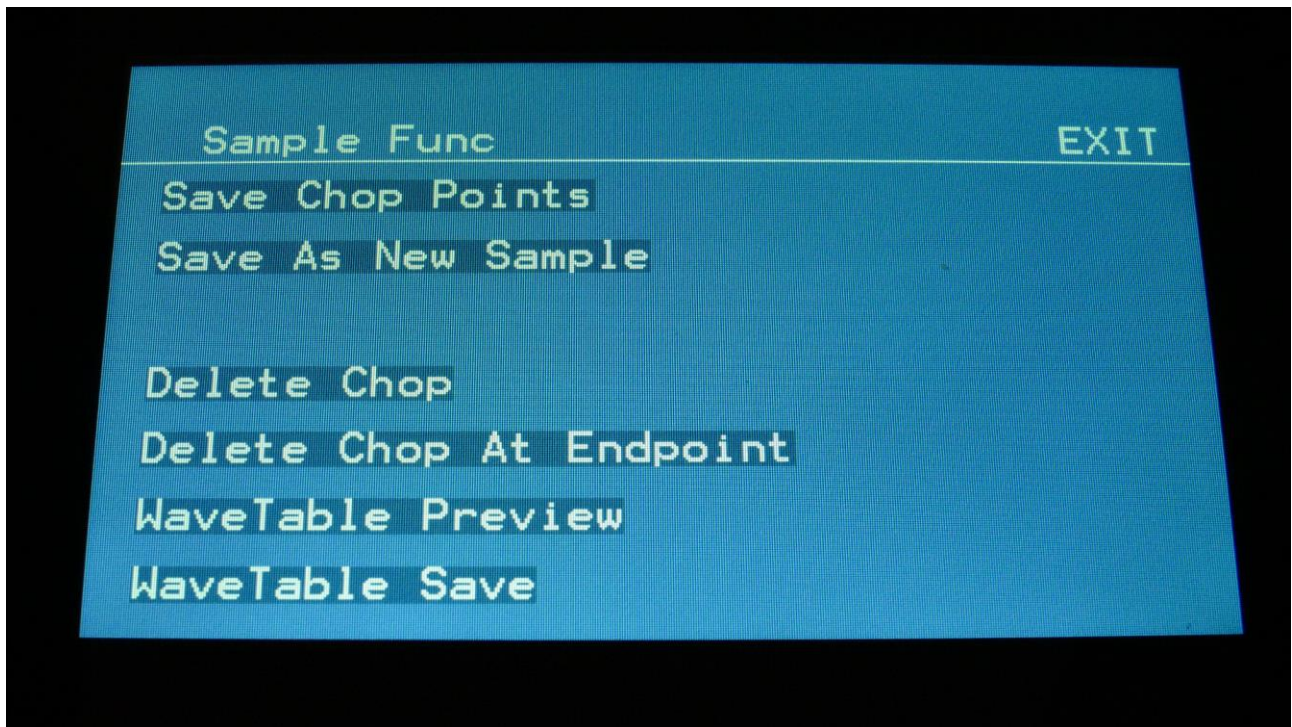 Sample Func EXIT
Save Chop Points
Save As New Sample
Delete Chop
Delete Chop At Endpoint
WaveTable Preview
WaveTable Save